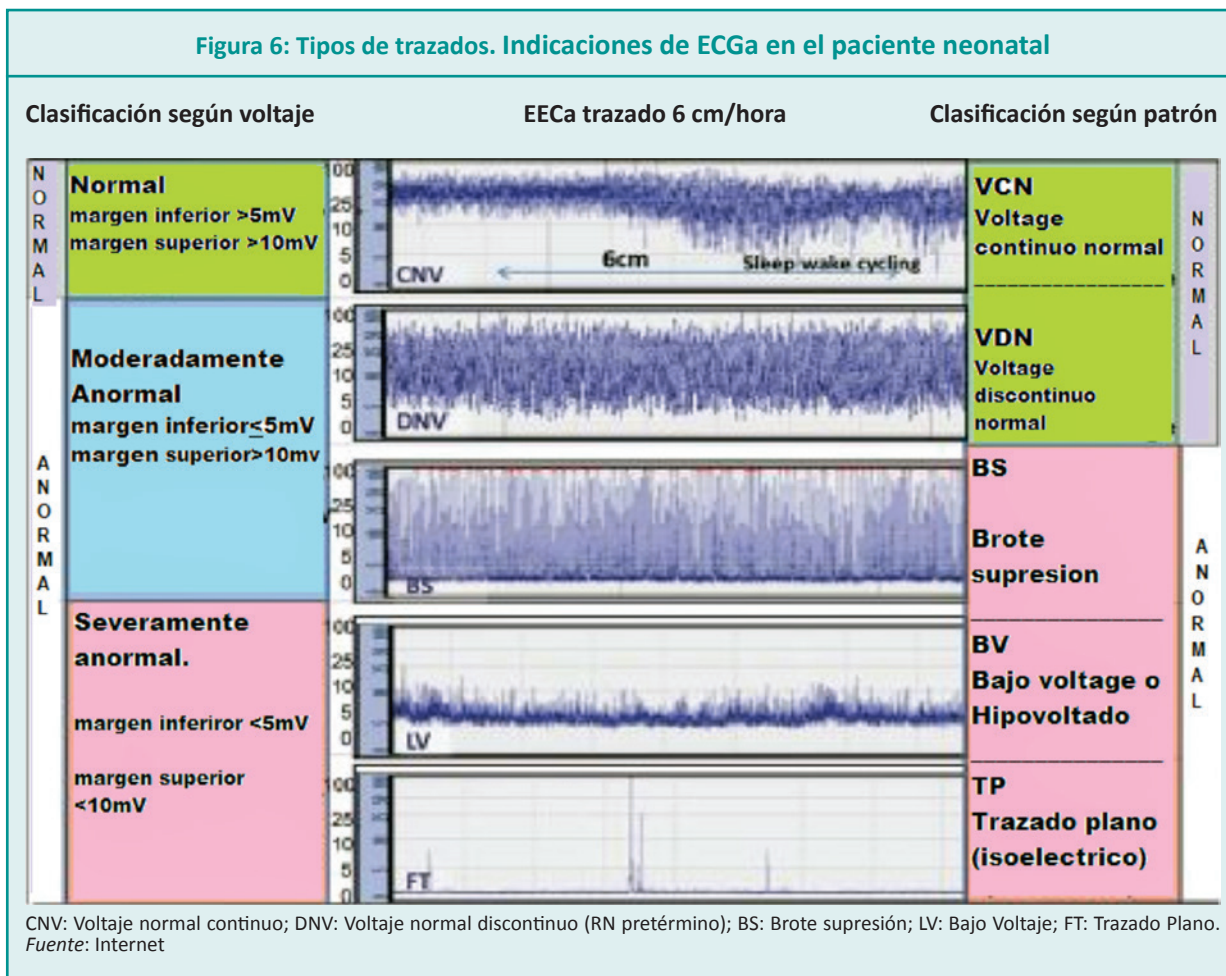 Figura 6: Tipos de trazados. Indicaciones de ECGa en el paciente neonatal
Clasificación según voltaje
EECa trazado 6 cm/hora
Clasificación según patrón
NORMAL
Normal
margen inferior >5mV
margen superior >10mV
100
25
10
5
0
CNV
6cm
Sleep wake cycling
VCN
Voltage
continuo normal
NORMAL
ANORMAL
Moderadamente
Anormal
margen inferior≤5mV
margen superior>10mv
100
25
10
5
0
DNV
VDN
Voltage
discontinuo
normal
100
25
10
5
0
BS
BS
Brote
supresion
ANORMAL
Severamente
anormal.
margen inferiror <5mV
margen superior
<10mV
100
25
10
5
0
LV
BV
Bajo voltage o
Hipovoltado
100
25
10
5
0
FT
TP
Trazado plano
(isoelectrico)
CNV: Voltaje normal continuo; DNV: Voltaje normal discontinuo (RN pretérmino); BS: Brote supresión; LV: Bajo Voltaje; FT: Trazado Plano.
Fuente: Internet